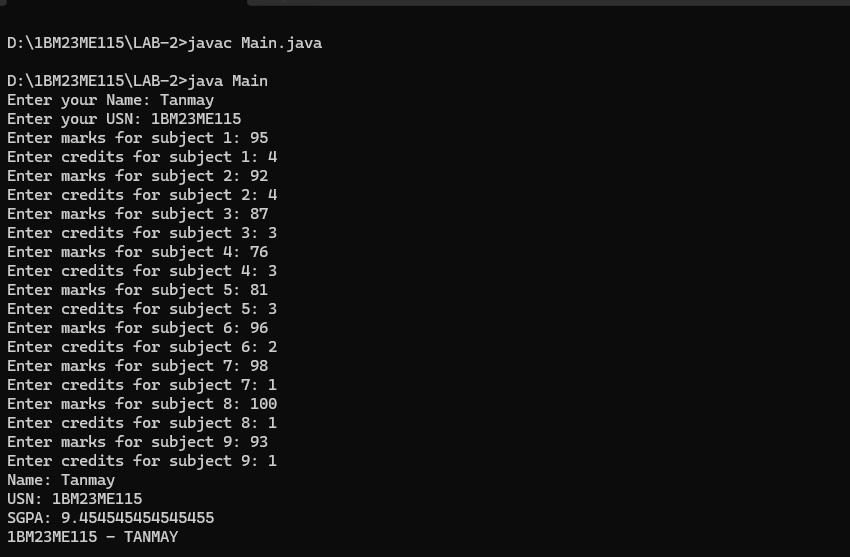 D:\1BM23ME115\LAB-2>javac Main.java
D:\1BM23ME115\LAB-2>java Main
Enter your Name: Tanmay
Enter your USN: 1BM23ME115
Enter marks for subject 1: 95
Enter credits for subject 1: 4
Enter marks for subject 2: 92
Enter credits for subject 2: 4
Enter marks for subject 3: 87
Enter credits for subject 3: 3
Enter marks for subject 4: 76
Enter credits for subject 4: 3
Enter marks for subject 5: 81
Enter credits for subject 5: 3
Enter marks for subject 6: 96
Enter credits for subject 6: 2
Enter marks for subject 7: 98
Enter credits for subject 7: 1
Enter marks for subject 8: 100
Enter credits for subject 8: 1
Enter marks for subject 9: 93
Enter credits for subject 9: 1
Name: Tanmay
USN: 1BM23ME115
SGPA: 9.454545454545455
1BM23ME115 - TANMAY